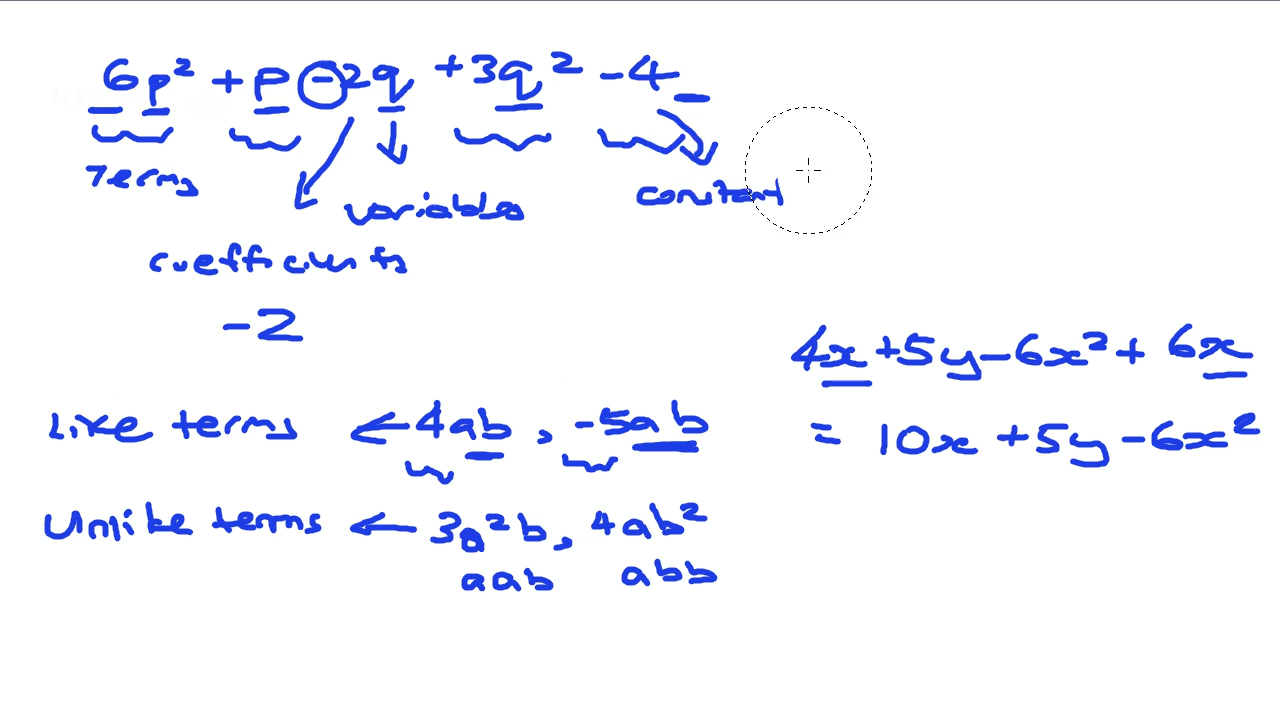 6p² + p - 2q + 3q² - 4
Terms
constant
variables
coefficients
-2
4x + 5y - 6x² + 6x
= 10x + 5y - 6x²
Like terms ← 4ab, -5ab
Unlike terms ← 3a²b, 4ab²
aab abb